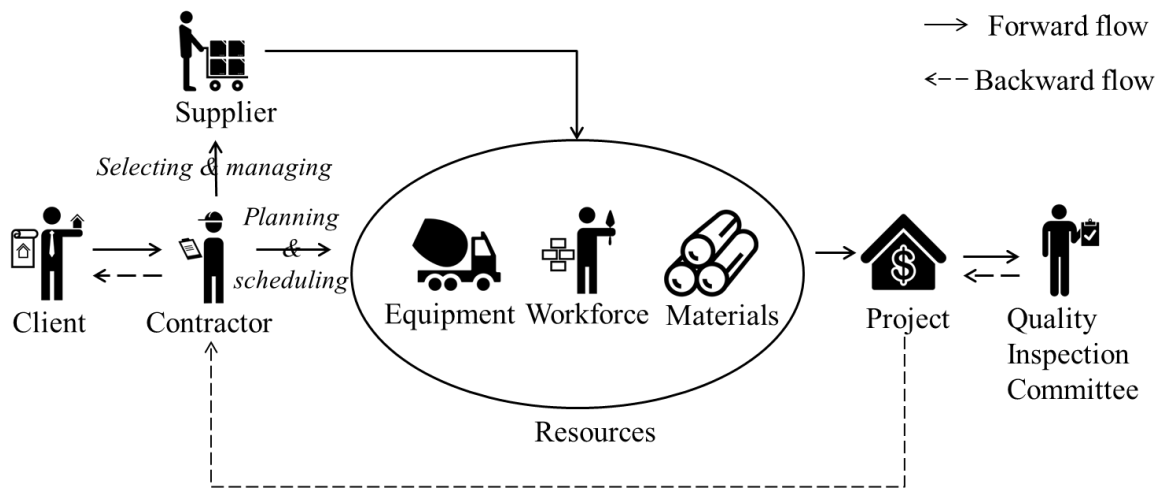 Forward flow
Backward flow
Supplier
Selecting & managing
Planning
&
scheduling
Client
Contractor
Equipment
Workforce
Materials
$
Project
Quality
Inspection
Committee
Resources